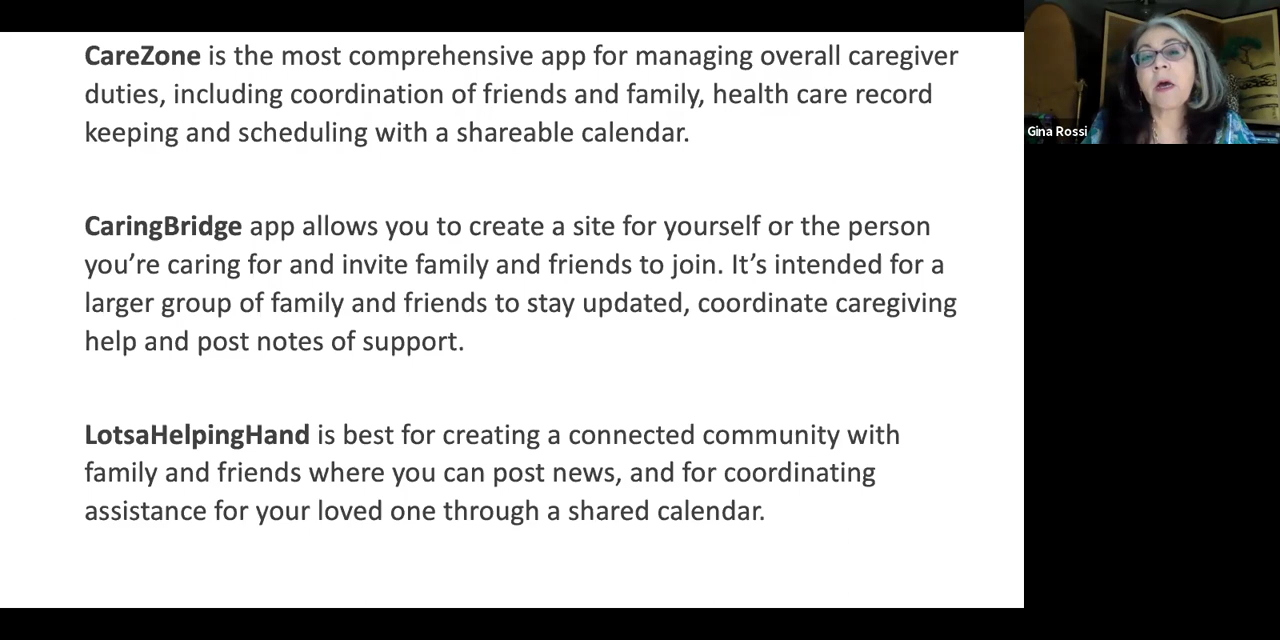 CareZone is the most comprehensive app for managing overall caregiver
duties, including coordination of friends and family, health care record
keeping and scheduling with a shareable calendar.
CaringBridge app allows you to create a site for yourself or the person
you’re caring for and invite family and friends to join. It’s intended for a
larger group of family and friends to stay updated, coordinate caregiving
help and post notes of support.
LotsaHelpingHand is best for creating a connected community with
family and friends where you can post news, and for coordinating
assistance for your loved one through a shared calendar.
Gina Rossi